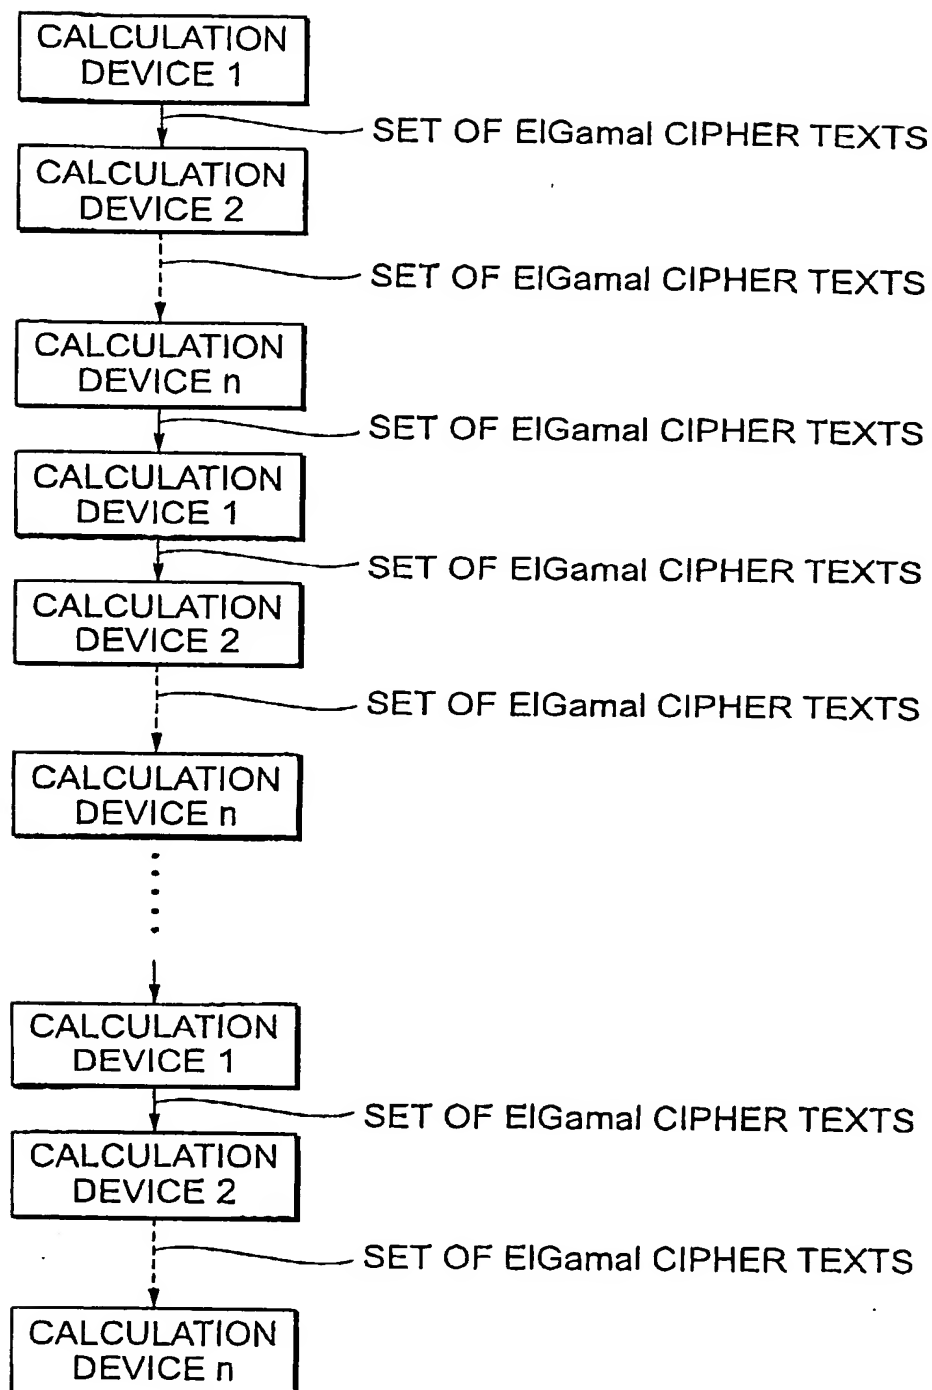 CALCULATION
DEVICE 1
SET OF ElGamal CIPHER TEXTS
CALCULATION
DEVICE 2
SET OF ElGamal CIPHER TEXTS
CALCULATION
DEVICE n
SET OF ElGamal CIPHER TEXTS
CALCULATION
DEVICE 1
SET OF ElGamal CIPHER TEXTS
CALCULATION
DEVICE 2
SET OF ElGamal CIPHER TEXTS
CALCULATION
DEVICE n
CALCULATION
DEVICE 1
SET OF ElGamal CIPHER TEXTS
CALCULATION
DEVICE 2
SET OF ElGamal CIPHER TEXTS
CALCULATION
DEVICE n